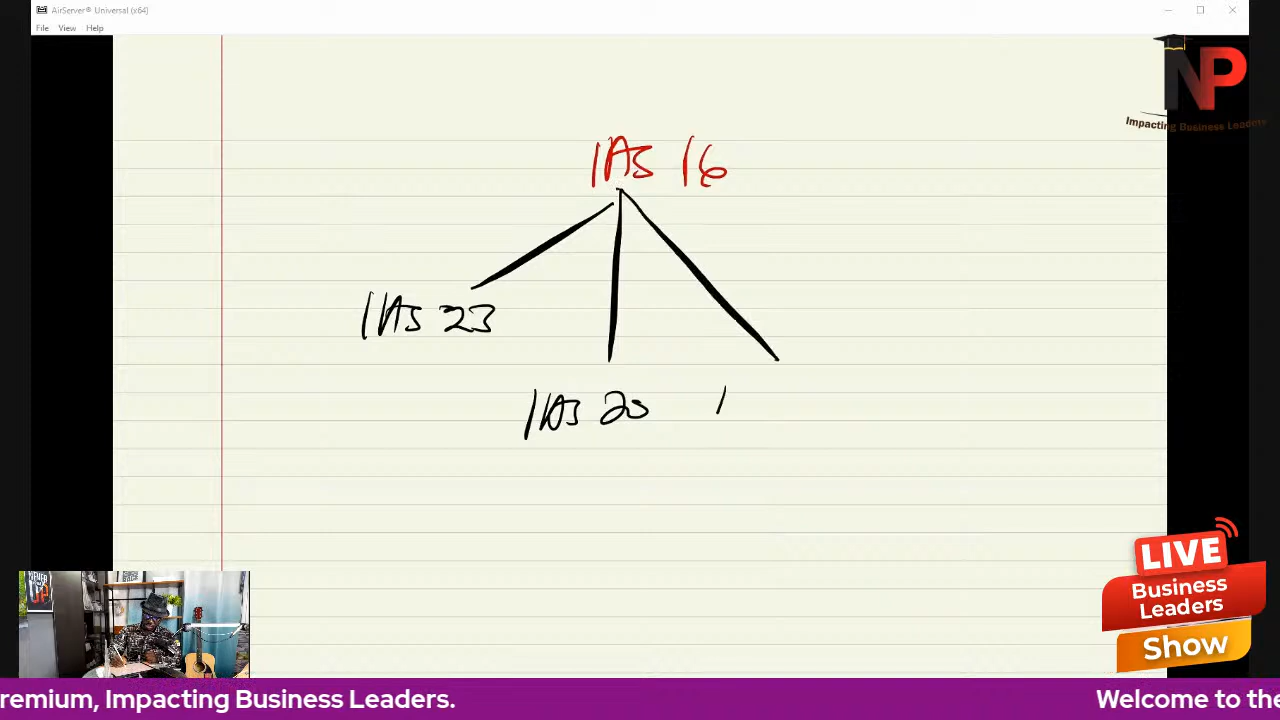 AirServer® Universal (x64)
File View Help
NP
Impacting Business Leaders
IAS 16
IAS 23
IAS 20 I
LIVE
Business
Leaders
Show
remium, Impacting Business Leaders. Welcome to the